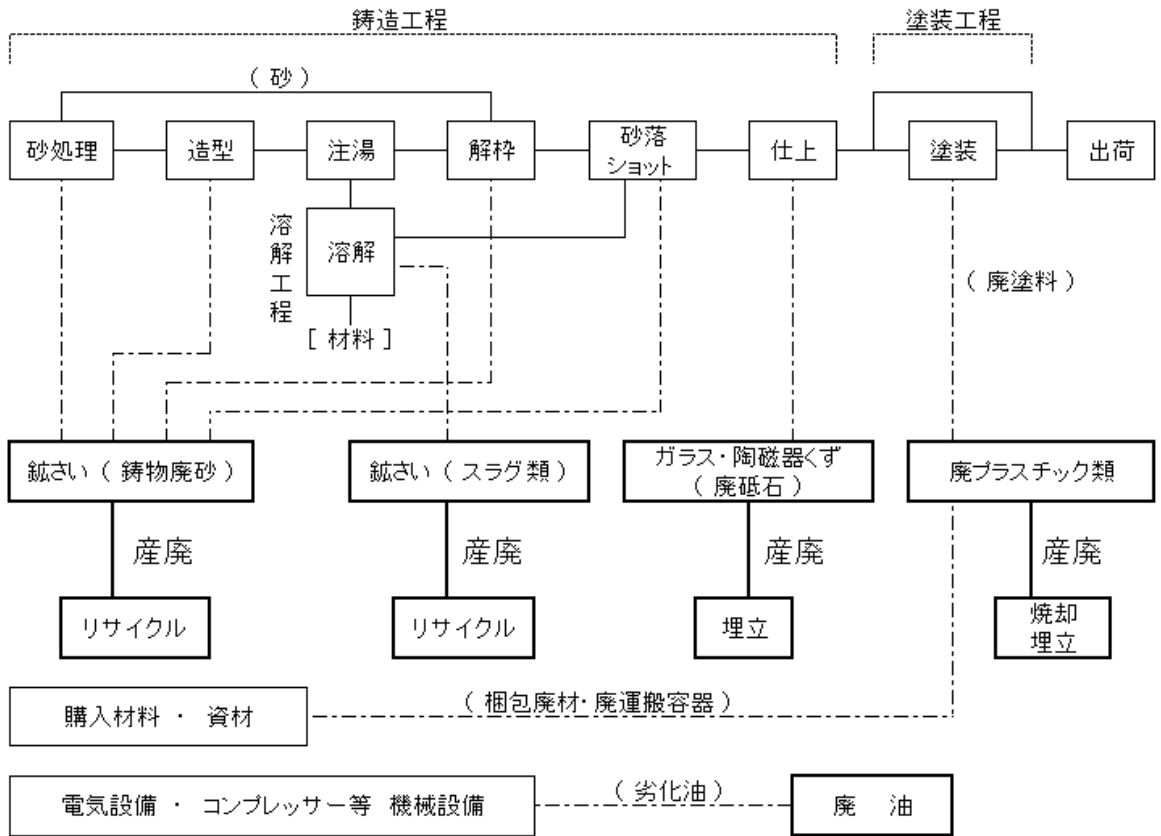 鋳造工程
塗装工程
(砂)
砂処理
造型
注湯
解枠
砂落
ショット
仕上
塗装
出荷
溶解工程
溶解
[材料]
(廃塗料)
鉱さい(鋳物廃砂)
鉱さい(スラグ類)
ガラス・陶磁器くず
(廃砥石)
廃プラスチック類
産廃
産廃
産廃
産廃
リサイクル
リサイクル
埋立
焼却
埋立
購入材料 ・ 資材
(梱包廃材・廃運搬容器)
電気設備 ・ コンプレッサー等 機械設備
(劣化油)
廃 油